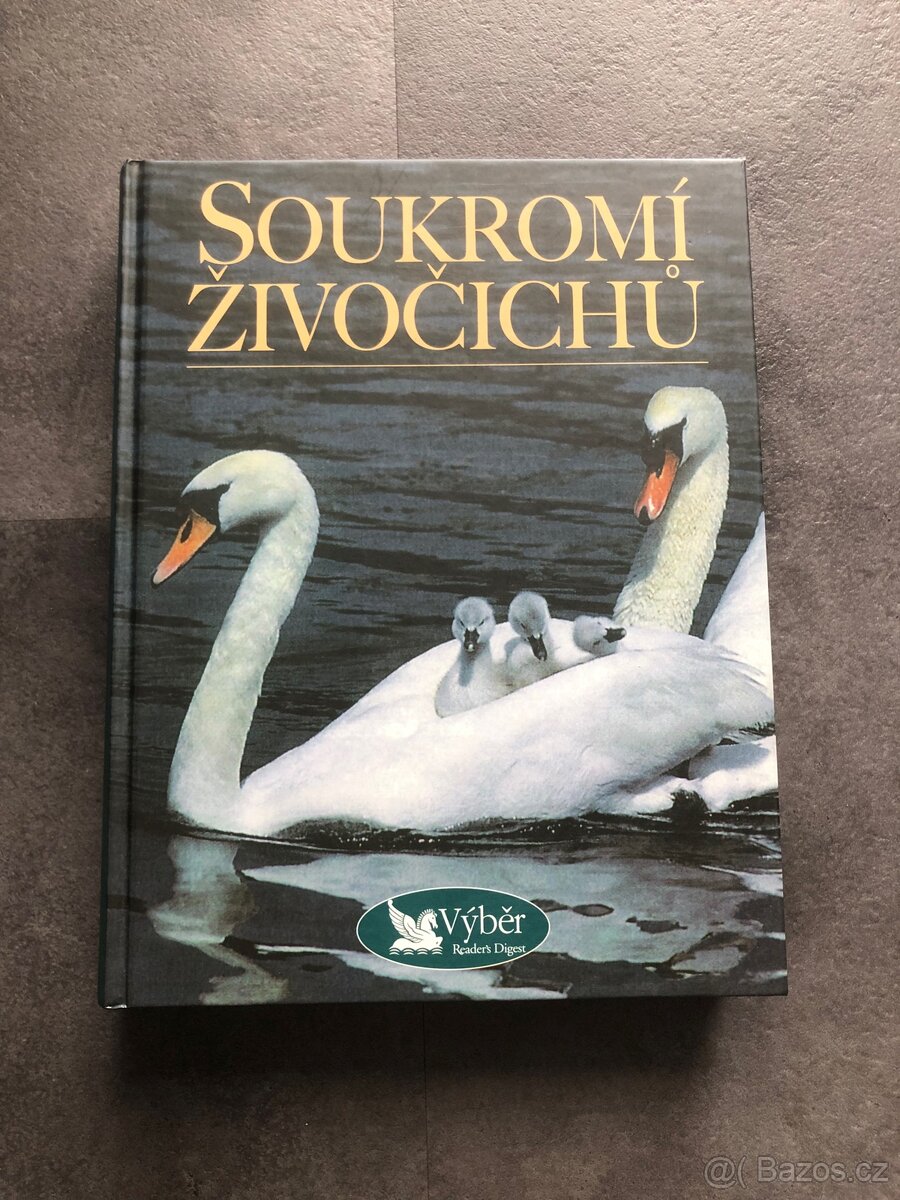 SOUKROMÍ
ŽIVOČICHŮ
Výběr
Reader's Digest
@( Bazos.cz